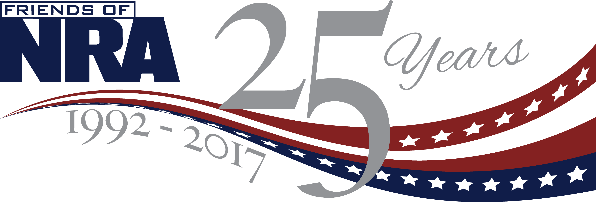 FRIENDS OF
NRA
25 Years
1992 - 2017